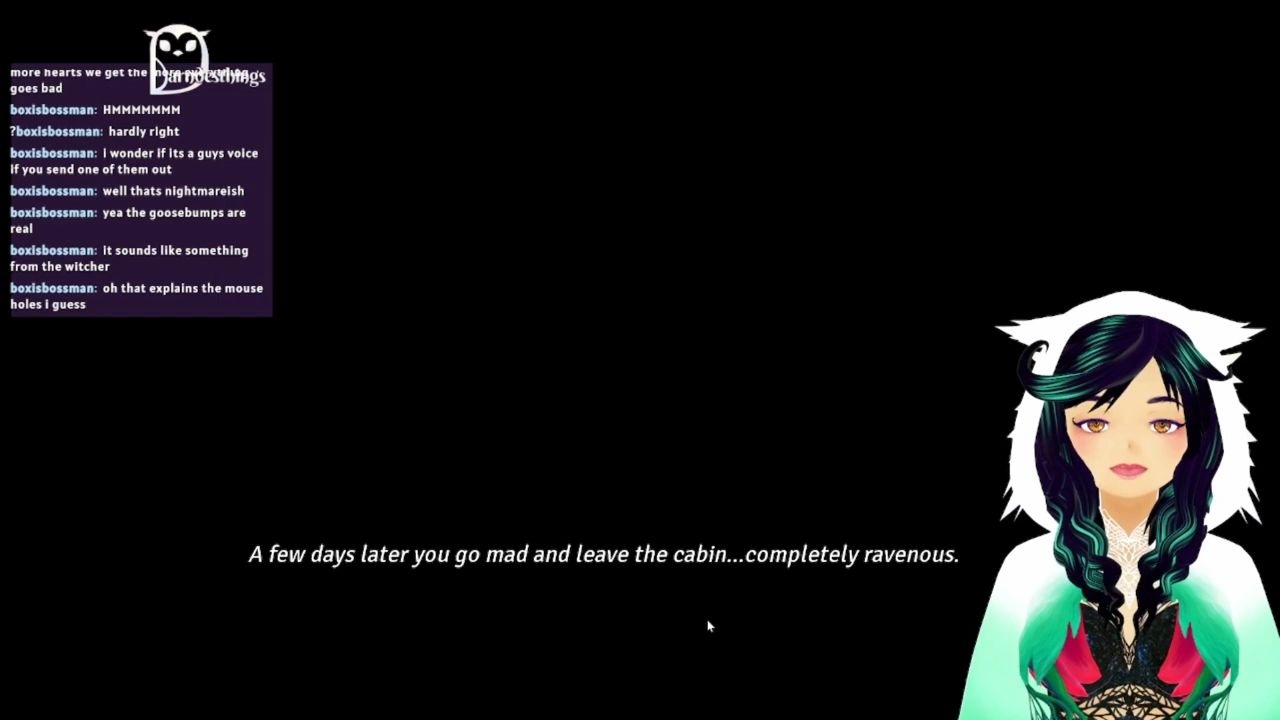 more hearts we get the more everything
goes bad
boxisbossman: HMMMMMMM
?boxisbossman: hardly right
boxisbossman: i wonder if its a guys voice
if you send one of them out
boxisbossman: well thats nightmareish
boxisbossman: yea the goosebumps are
real
boxisbossman: it sounds like something
from the witcher
boxisbossman: oh that explains the mouse
holes i guess
Darndesthings
A few days later you go mad and leave the cabin...completely ravenous.